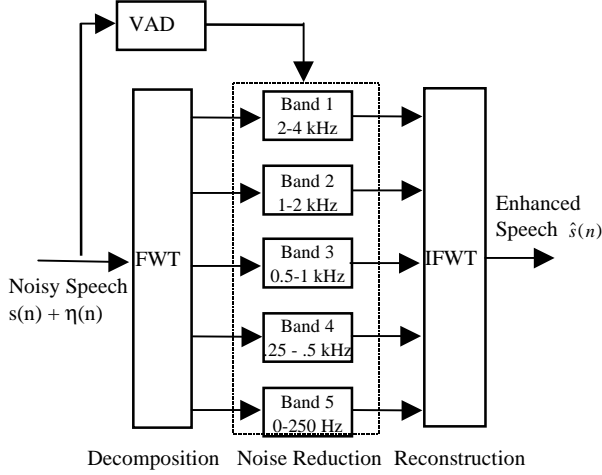 VAD
Band 1
2-4 kHz
Band 2
1-2 kHz
Enhanced
Speech ŝ(n)
FWT
Band 3
0.5-1 kHz
IFWT
Noisy Speech
s(n) + η(n)
Band 4
.25 - .5 kHz
Band 5
0-250 Hz
Decomposition Noise Reduction Reconstruction